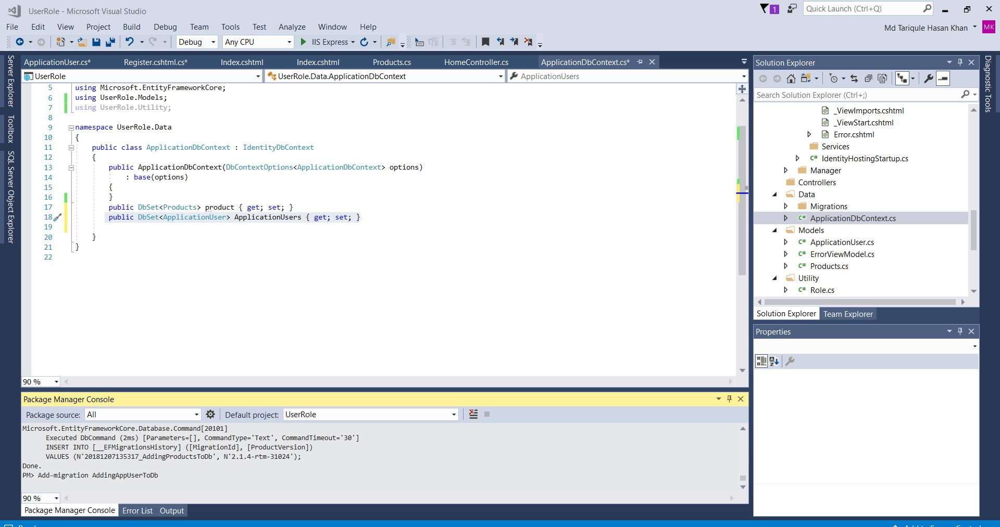 UserRole - Microsoft Visual Studio
1
Quick Launch (Ctrl+Q)
File Edit View Project Build Debug Team Tools Test Analyze Window Help
Md Tariqule Hasan Khan
MK
Debug
Any CPU
IIS Express
Server Explorer
Toolbox
SQL Server Object Explorer
ApplicationUser.cs* Register.cshtml.cs* Index.cshtml Index.cshtml Products.cs HomeController.cs ApplicationDbContext.cs*
UserRole
UserRole.Data.ApplicationDbContext
ApplicationUsers
5 using Microsoft.EntityFrameworkCore;
6 using UserRole.Models;
7 using UserRole.Utility;
8
9 namespace UserRole.Data
10 {
11 public class ApplicationDbContext : IdentityDbContext
12 {
13 public ApplicationDbContext(DbContextOptions<ApplicationDbContext> options)
14 : base(options)
15 {
16 }
17 public DbSet<Products> product { get; set; }
18 public DbSet<ApplicationUser> ApplicationUsers { get; set; }
19
20 }
21 }
22
90 %
Package Manager Console
Package source: All
Default project: UserRole
Microsoft.EntityFrameworkCore.Database.Command[20101]
Executed DbCommand (2ms) [Parameters=[], CommandType='Text', CommandTimeout='30']
INSERT INTO [__EFMigrationsHistory] ([MigrationId], [ProductVersion])
VALUES (N'20181207135317_AddingProductsToDb', N'2.1.4-rtm-31024');
Done.
PM> Add-migration AddingAppUserToDb
90 %
Package Manager Console Error List Output
Solution Explorer
Search Solution Explorer (Ctrl+;)
_ViewImports.cshtml
_ViewStart.cshtml
Error.cshtml
Services
C# IdentityHostingStartup.cs
Manager
Controllers
Data
Migrations
C# ApplicationDbContext.cs
Models
C# ApplicationUser.cs
C# ErrorViewModel.cs
C# Products.cs
Utility
C# Role.cs
Solution Explorer Team Explorer
Properties
Diagnostic Tools